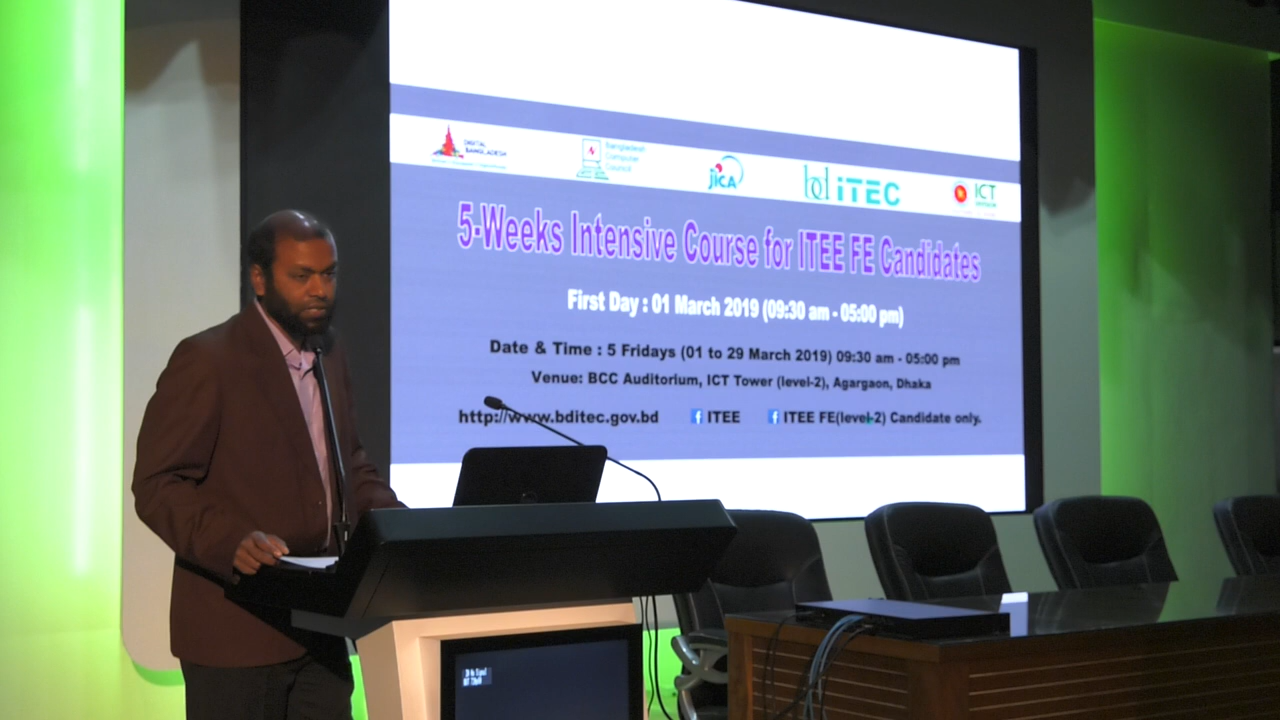 DIGITAL
BANGLADESH
Bangladesh
Computer
Council
jICA
bd iTEC
ICT
5-Weeks Intensive Course for ITEE FE Candidates
First Day : 01 March 2019 (09:30 am - 05:00 pm)
Date & Time : 5 Fridays (01 to 29 March 2019) 09:30 am - 05:00 pm
Venue: BCC Auditorium, ICT Tower (level-2), Agargaon, Dhaka
http://www.bditec.gov.bd f ITEE f ITEE FE(level-2) Candidate only.